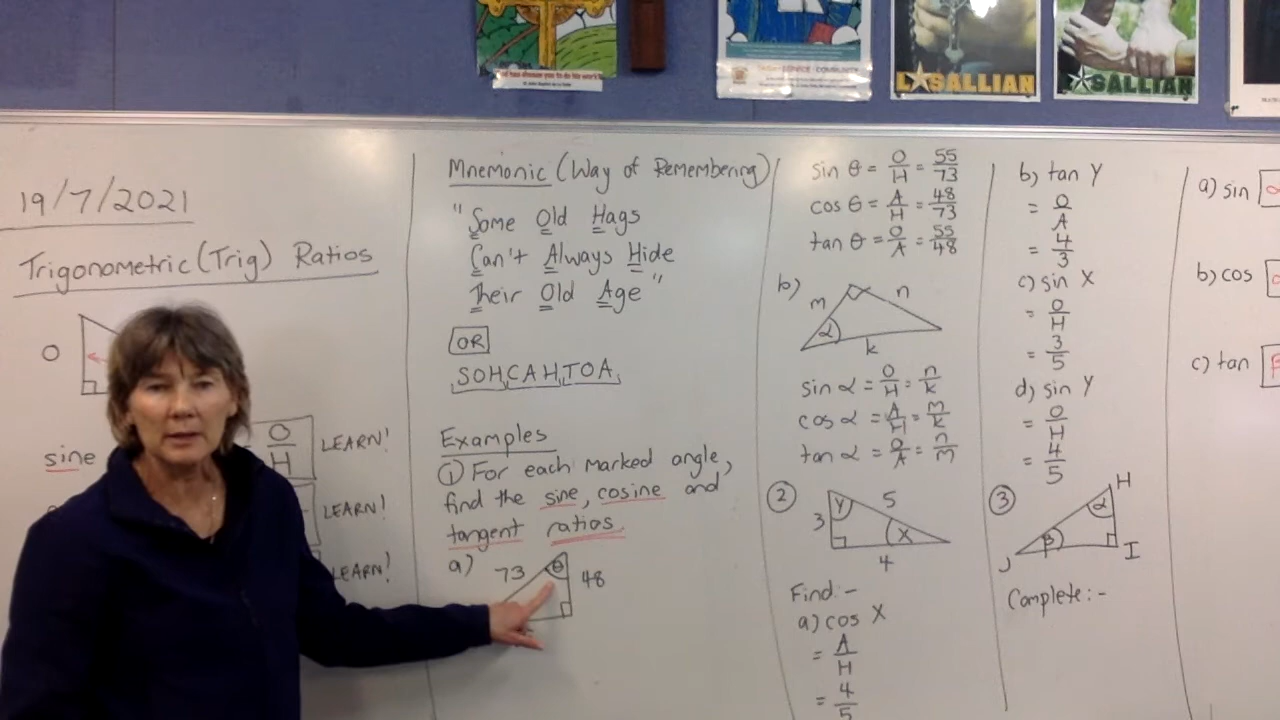 LASALLIAN
LASALLIAN
19/7/2021
Trigonometric (Trig) Ratios
O
sine
O
H
LEARN!
LEARN!
LEARN!
Mnemonic (Way of Remembering)
"Some Old Hags
Can't Always Hide
Their Old Age"
OR
SOHCAHTOA
Examples
① For each marked angle,
find the sine, cosine and
tangent ratios.
a)
73
θ
48
sin θ = O/H = 55/73
cos θ = A/H = 48/73
tan θ = O/A = 55/48
b)
m
n
α
k
sin α = O/H = n/k
cos α = A/H = m/k
tan α = O/A = n/m
②
Y
5
3
X
4
Find:-
a) cos X
= A/H
= 4/5
b) tan Y
= O/A
= 4/3
c) sin X
= O/H
= 3/5
d) sin Y
= O/H
= 4/5
③
H
α
β
J
I
Complete:-
a) sin
b) cos
c) tan